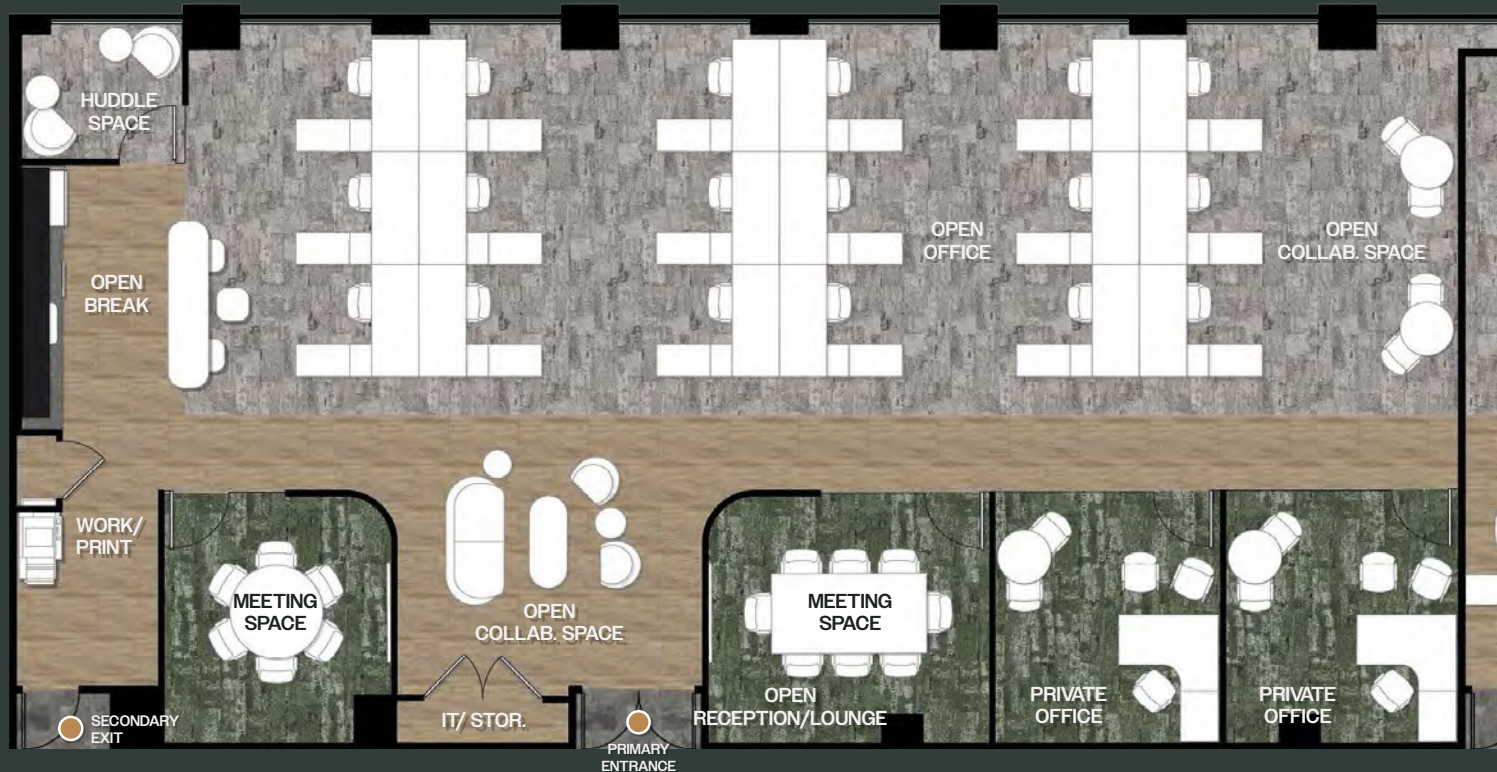 HUDDLE
SPACE
OPEN
BREAK
OPEN
OFFICE
OPEN
COLLAB. SPACE
WORK/
PRINT
MEETING
SPACE
OPEN
COLLAB. SPACE
MEETING
SPACE
SECONDARY
EXIT
IT/ STOR.
PRIMARY
ENTRANCE
OPEN
RECEPTION/LOUNGE
PRIVATE
OFFICE
PRIVATE
OFFICE